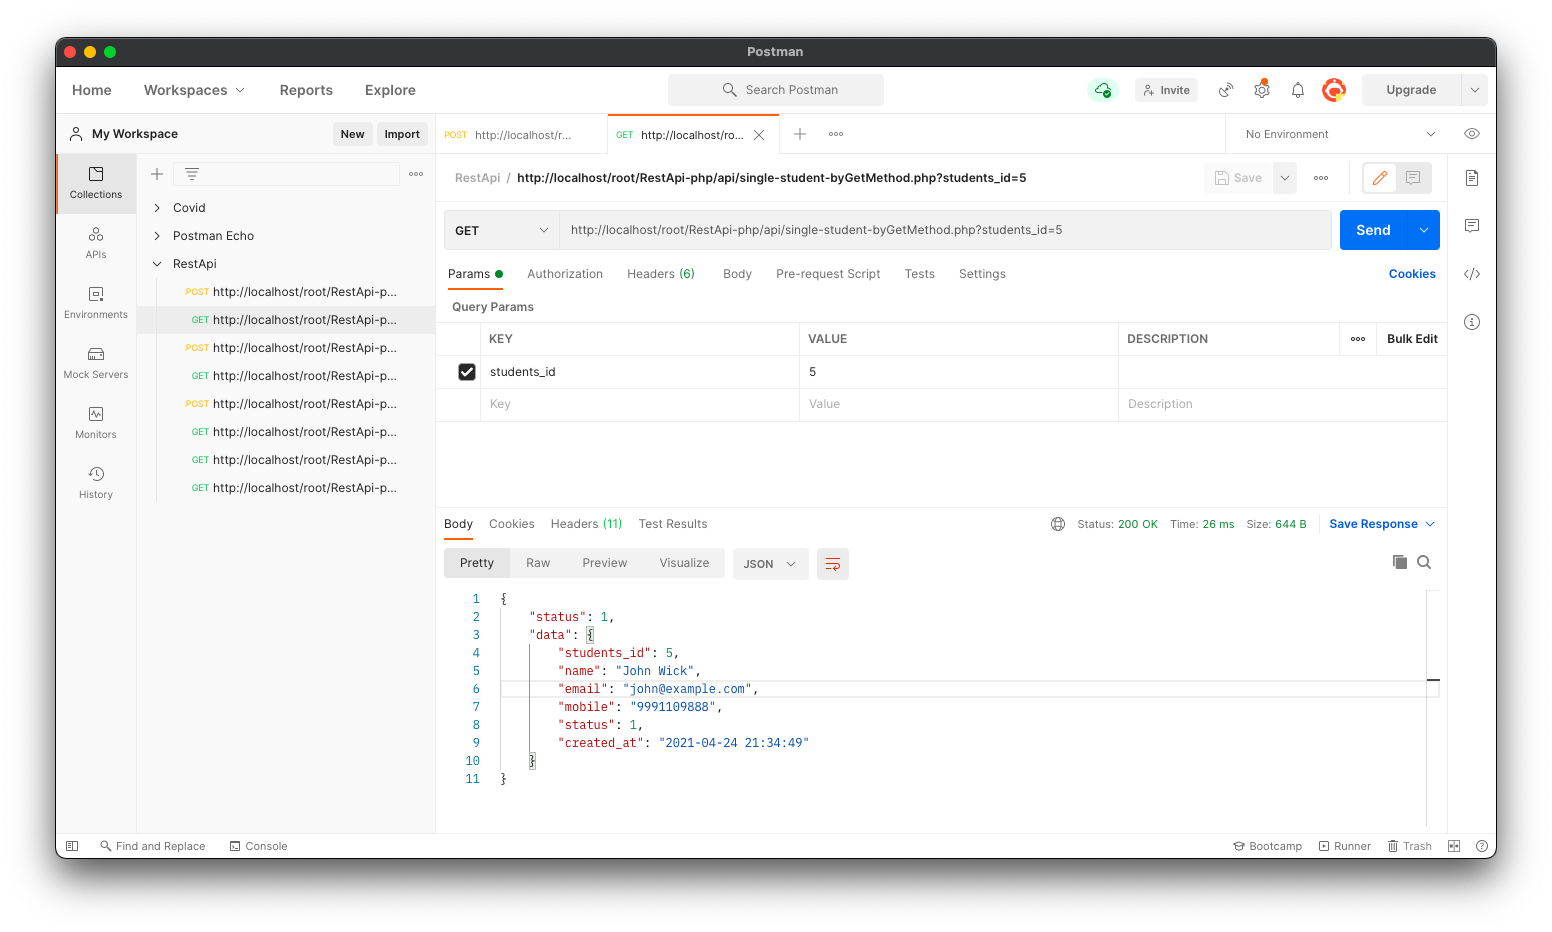 Postman
Home Workspaces Reports Explore Search Postman Invite Upgrade
My Workspace New Import
POST http://localhost/r... GET http://localhost/ro... No Environment
Collections
APIs
Environments
Mock Servers
Monitors
History
Covid
Postman Echo
RestApi
POST http://localhost/root/RestApi-p...
GET http://localhost/root/RestApi-p...
POST http://localhost/root/RestApi-p...
GET http://localhost/root/RestApi-p...
POST http://localhost/root/RestApi-p...
GET http://localhost/root/RestApi-p...
GET http://localhost/root/RestApi-p...
GET http://localhost/root/RestApi-p...
RestApi / http://localhost/root/RestApi-php/api/single-student-byGetMethod.php?students_id=5 Save
GET http://localhost/root/RestApi-php/api/single-student-byGetMethod.php?students_id=5 Send
Params Authorization Headers (6) Body Pre-request Script Tests Settings Cookies
Query Params
KEY VALUE DESCRIPTION Bulk Edit
students_id 5
Key Value Description
Body Cookies Headers (11) Test Results Status: 200 OK Time: 26 ms Size: 644 B Save Response
Pretty Raw Preview Visualize JSON
1 {
2 "status": 1,
3 "data": {
4 "students_id": 5,
5 "name": "John Wick",
6 "email": "john@example.com",
7 "mobile": "9991109888",
8 "status": 1,
9 "created_at": "2021-04-24 21:34:49"
10 }
11 }
Find and Replace Console Bootcamp Runner Trash